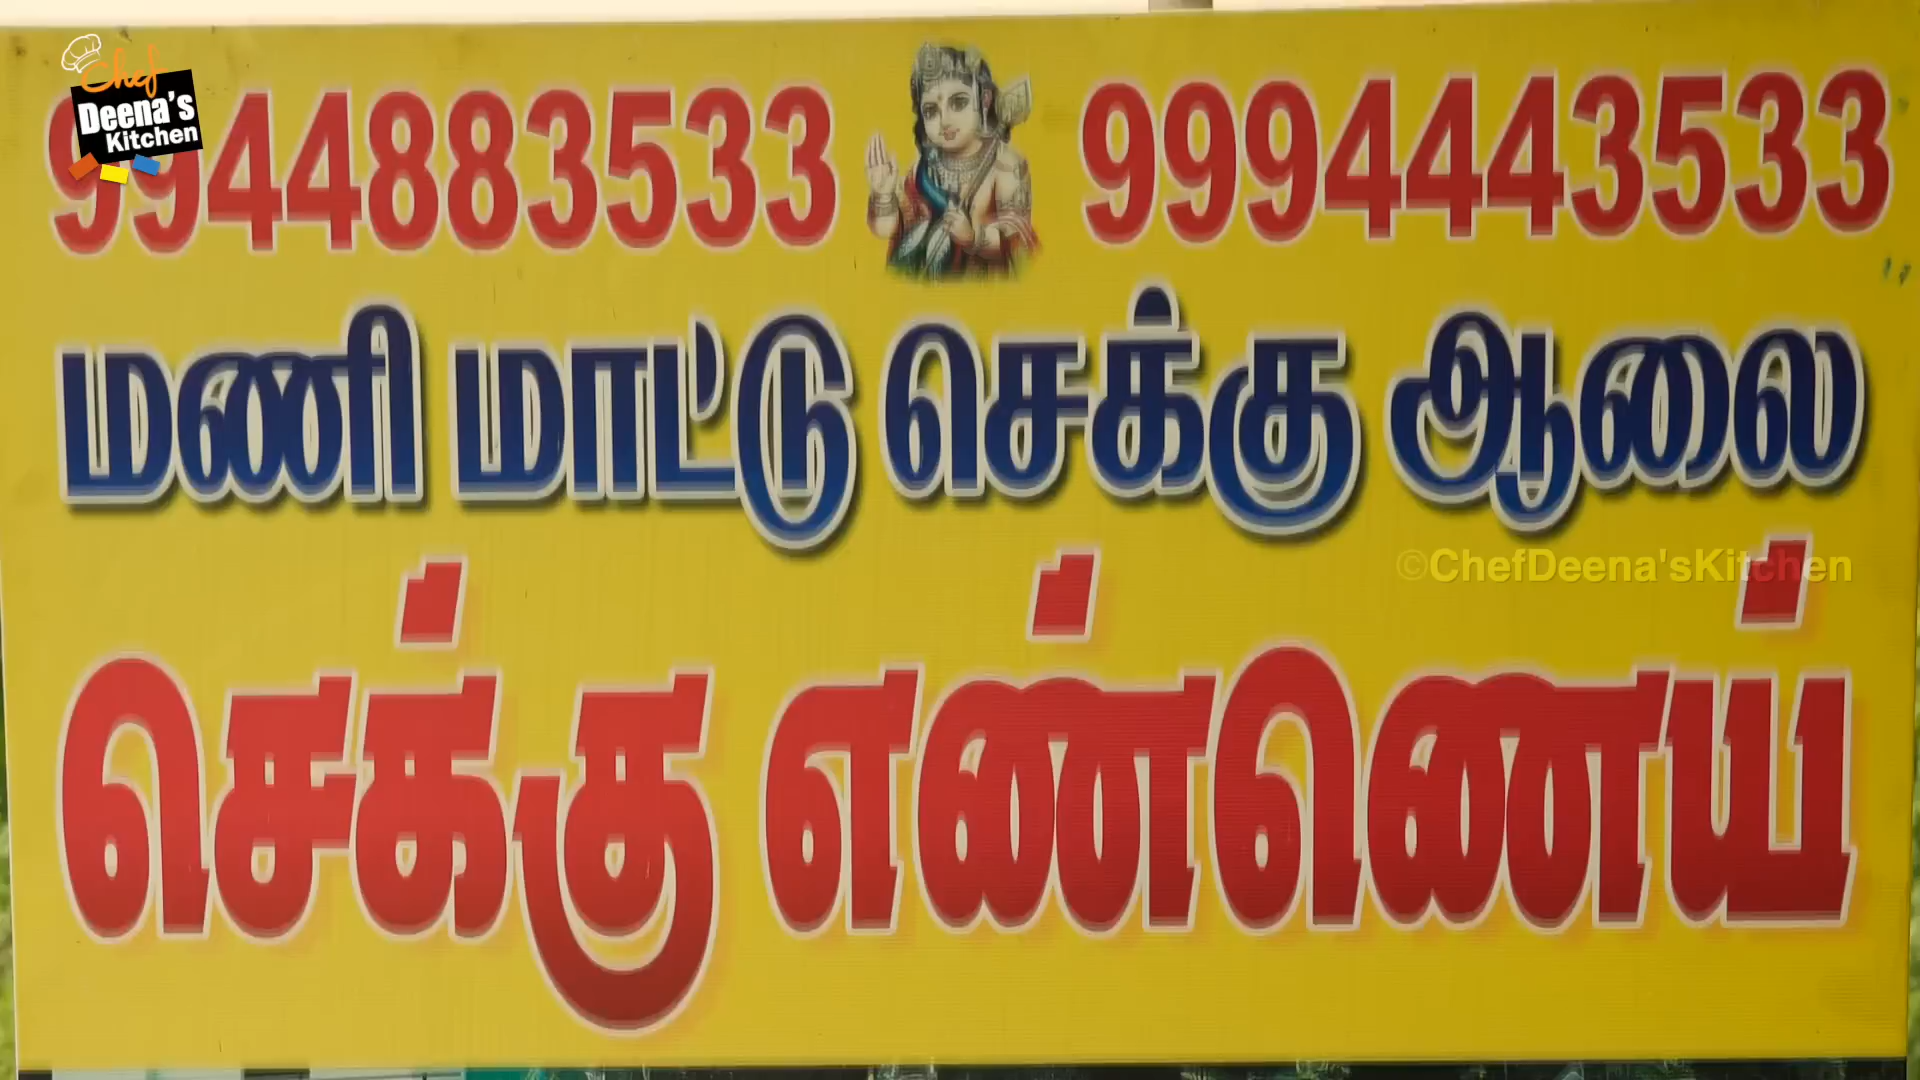 Chef
Deena's
Kitchen
9944883533 9994443533
மணி மாட்டு செக்கு ஆலை
©ChefDeena'sKitchen
செக்கு எண்ணெய்